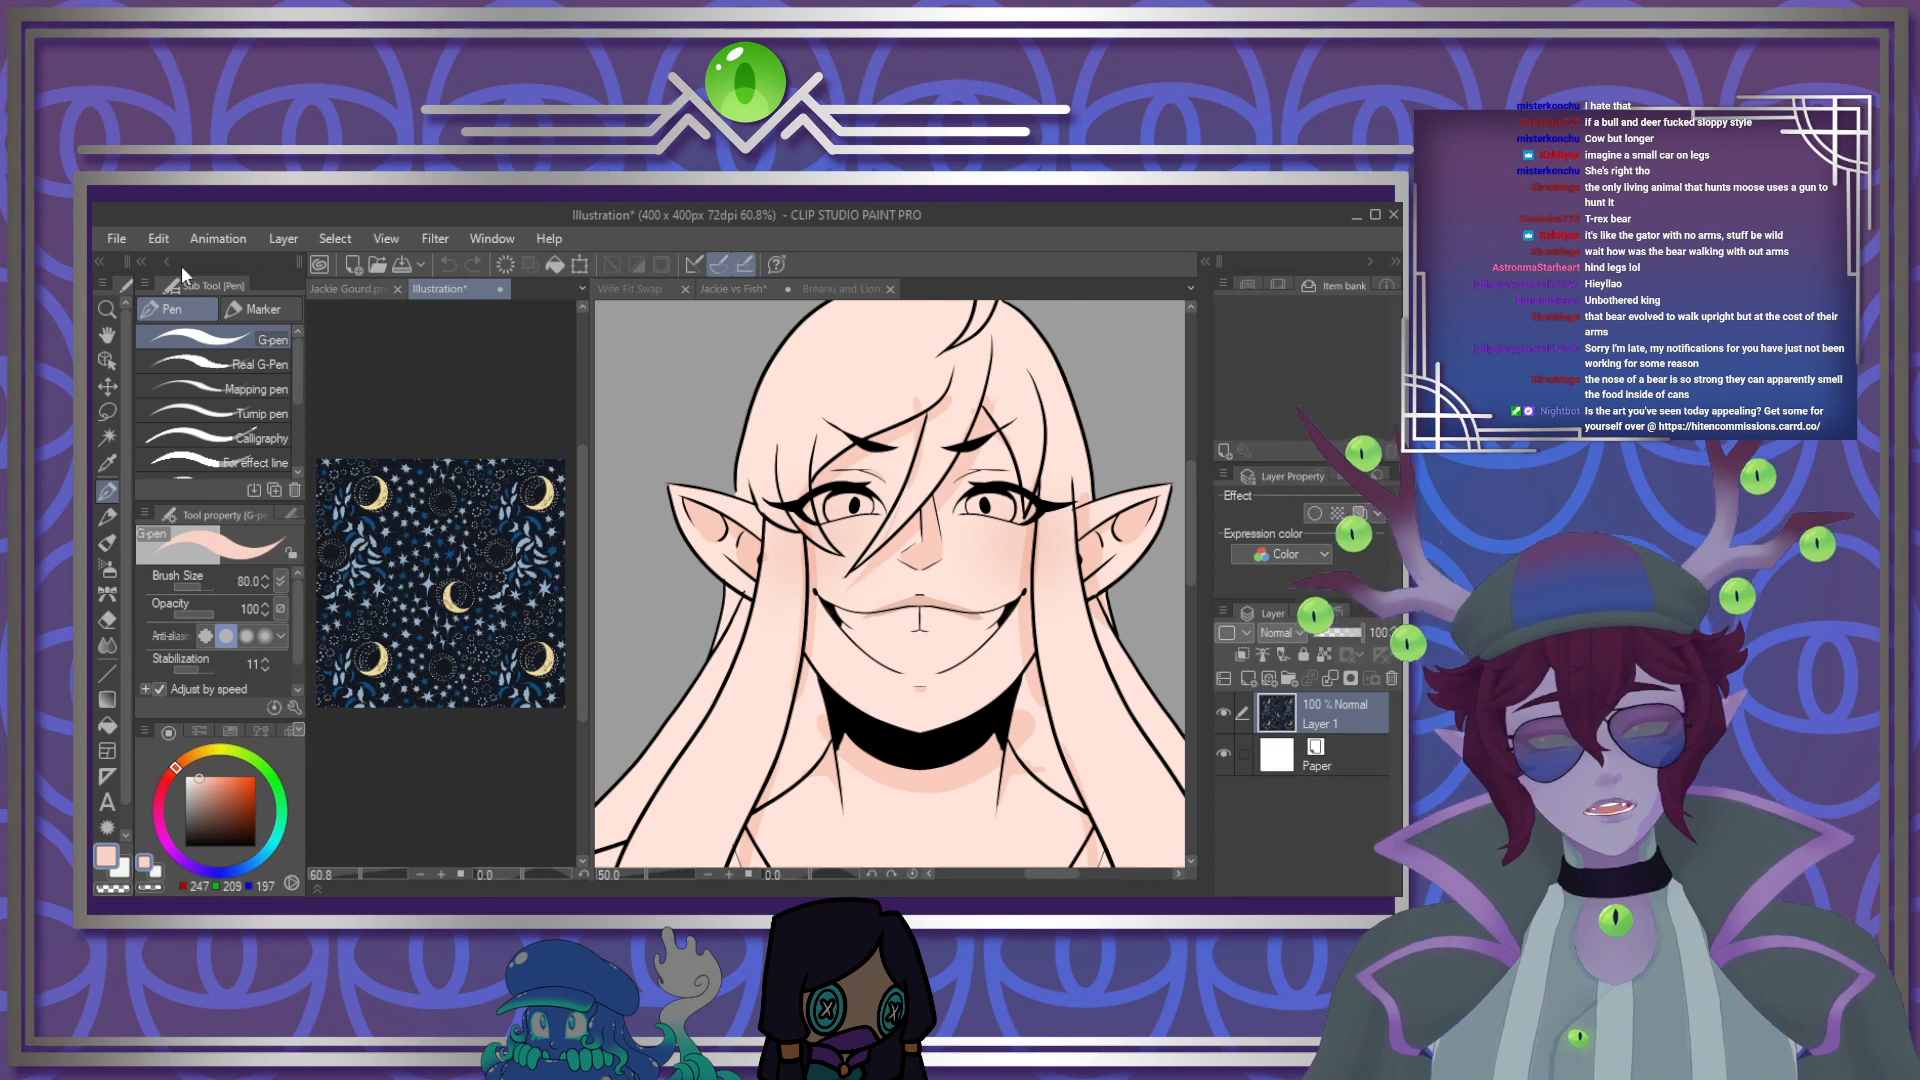 Illustration* (400 x 400px 72dpi 60.8%) - CLIP STUDIO PAINT PRO
File Edit Animation Layer Select View Filter Window Help
Sub Tool [Pen]
Pen Marker
G-pen
Real G-Pen
Mapping pen
Turnip pen
Calligraphy
For effect line
Tool property [G-pe
G-pen
Brush Size 80.0
Opacity 100
Anti-aliasin
Stabilization 11
Adjust by speed
247 209 197
Jackie Gourd.pn Illustration*
60.8 0.0
Wife Fit Swap Jackie vs Fish* Breanu and Lion
50.0 0.0
Item bank
Layer Property
Effect
Expression color
Color
Layer
Normal 100
100 % Normal
Layer 1
Paper
misterkonchu I hate that
if a bull and deer fucked sloppy style
misterkonchu Cow but longer
imagine a small car on legs
misterkonchu She's right tho
the only living animal that hunts moose uses a gun to
hunt it
T-rex bear
it's like the gator with no arms, stuff be wild
wait how was the bear walking with out arms
AstronmaStarheart hind legs lol
Hieyllao
Unbothered king
that bear evolved to walk upright but at the cost of their
arms
Sorry I'm late, my notifications for you have just not been
working for some reason
the nose of a bear is so strong they can apparently smell
the food inside of cans
Nightbot Is the art you've seen today appealing? Get some for
yourself over @ https://hitencommissions.carrd.co/